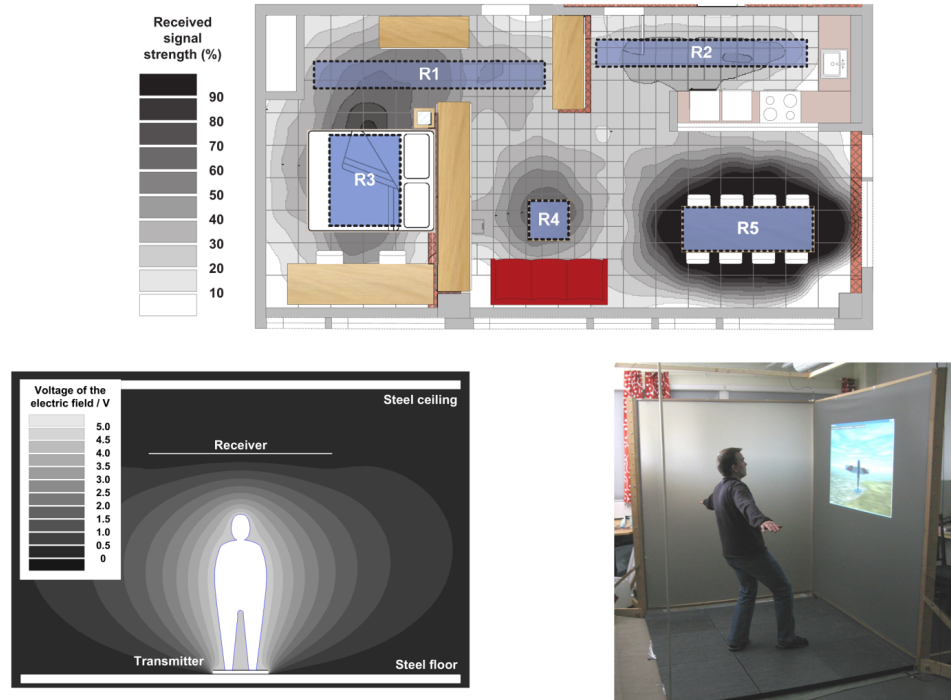 Received
signal
strength (%)
90
80
70
60
50
40
30
20
10
R1
R2
R3
R4
R5
Voltage of the
electric field / V
5.0
4.5
4.0
3.5
3.0
2.5
2.0
1.5
1.0
0.5
0
Steel ceiling
Receiver
Transmitter
Steel floor